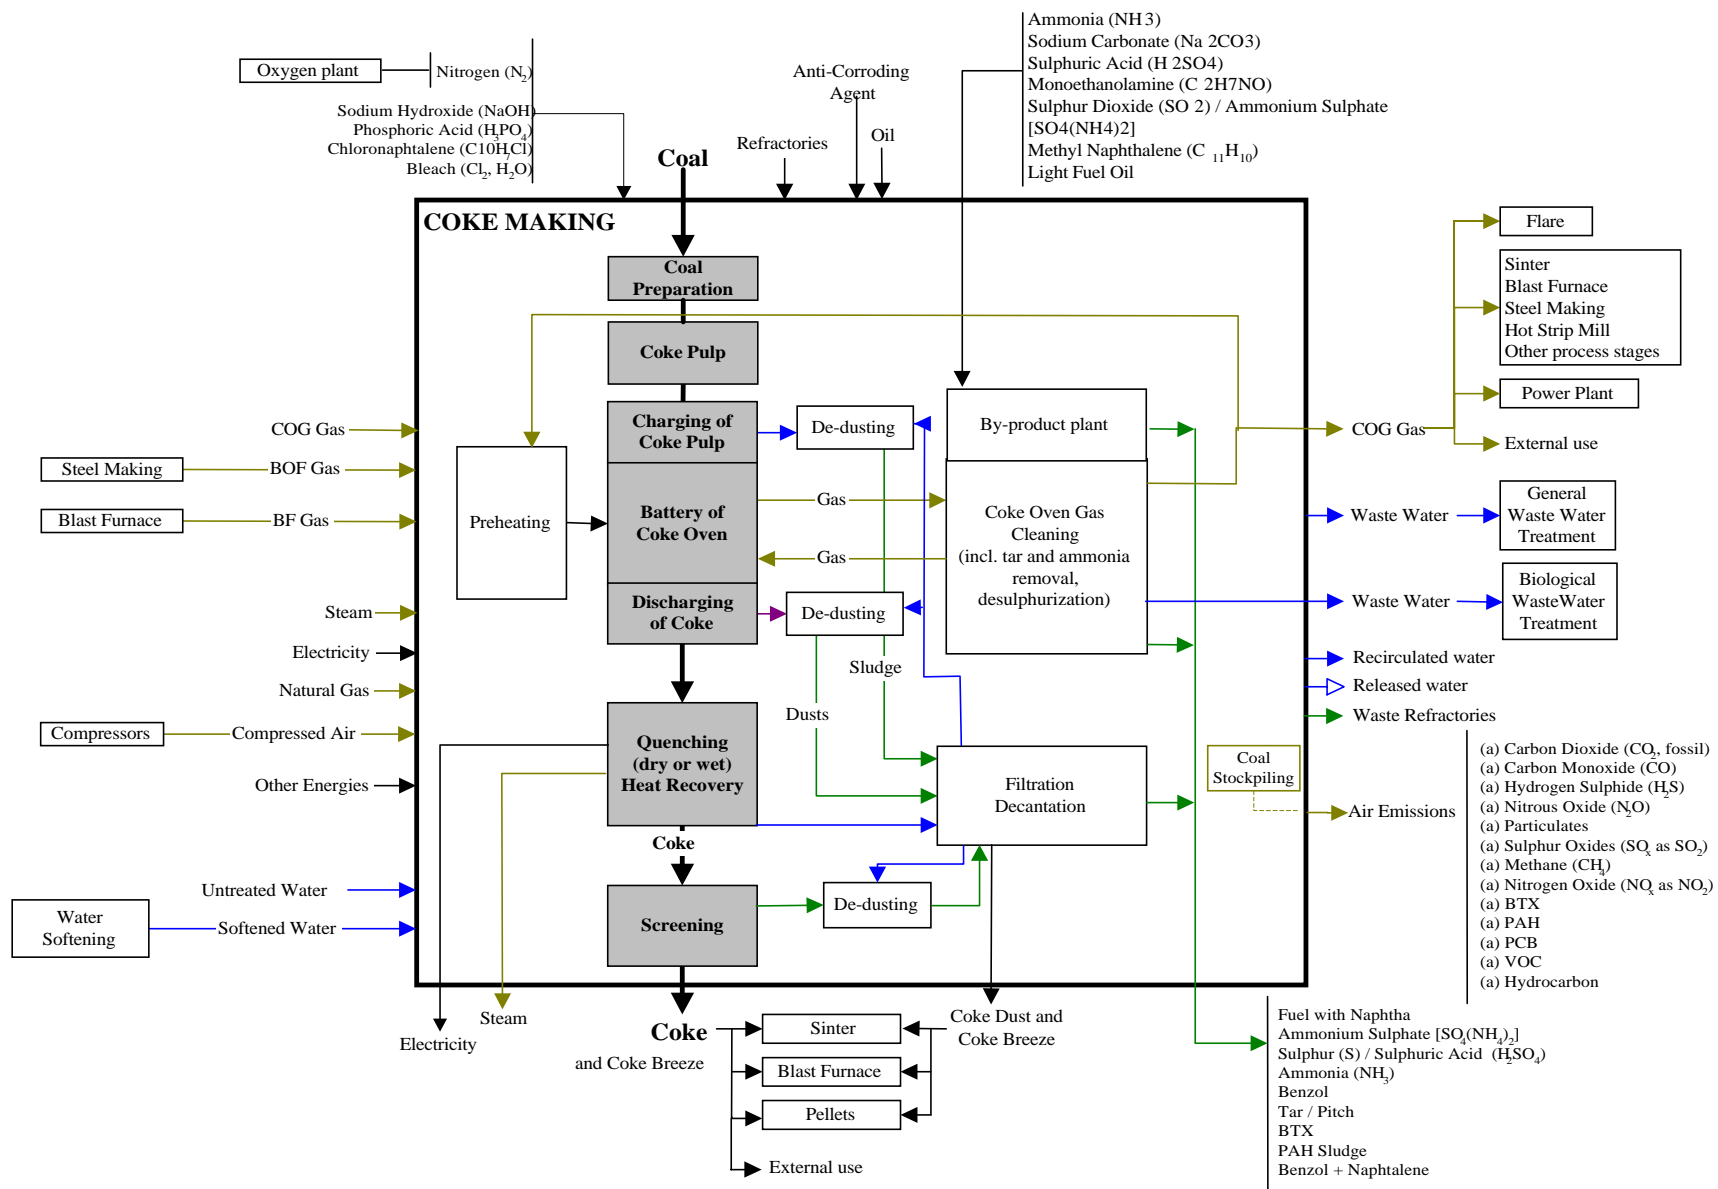 Oxygen plant
Nitrogen (N2)
Sodium Hydroxide (NaOH)
Phosphoric Acid (H3PO4)
Chloronaphtalene (C10H7Cl)
Bleach (Cl2, H2O)
Coal
Refractories
Anti-Corroding
Agent
Oil
Ammonia (NH3)
Sodium Carbonate (Na 2CO3)
Sulphuric Acid (H 2SO4)
Monoethanolamine (C 2H7NO)
Sulphur Dioxide (SO 2) / Ammonium Sulphate
[SO4(NH4)2]
Methyl Naphthalene (C 11H10)
Light Fuel Oil
COKE MAKING
Coal
Preparation
Coke Pulp
Charging of
Coke Pulp
Battery of
Coke Oven
Discharging
of Coke
Quenching
(dry or wet)
Heat Recovery
Coke
Screening
Preheating
De-dusting
Gas
Gas
De-dusting
Sludge
Dusts
De-dusting
By-product plant
Coke Oven Gas
Cleaning
(incl. tar and ammonia
removal,
desulphurization)
Filtration
Decantation
COG Gas
Steel Making
BOF Gas
Blast Furnace
BF Gas
Steam
Electricity
Natural Gas
Compressors
Compressed Air
Other Energies
Untreated Water
Water
Softening
Softened Water
Flare
Sinter
Blast Furnace
Steel Making
Hot Strip Mill
Other process stages
Power Plant
COG Gas
External use
Waste Water
General
Waste Water
Treatment
Waste Water
Biological
WasteWater
Treatment
Recirculated water
Released water
Waste Refractories
Coal
Stockpiling
Air Emissions
(a) Carbon Dioxide (CO2, fossil)
(a) Carbon Monoxide (CO)
(a) Hydrogen Sulphide (H2S)
(a) Nitrous Oxide (N2O)
(a) Particulates
(a) Sulphur Oxides (SOx as SO2)
(a) Methane (CH4)
(a) Nitrogen Oxide (NOx as NO2)
(a) BTX
(a) PAH
(a) PCB
(a) VOC
(a) Hydrocarbon
Electricity
Steam
Coke
and Coke Breeze
Sinter
Blast Furnace
Pellets
External use
Coke Dust and
Coke Breeze
Fuel with Naphtha
Ammonium Sulphate [SO4(NH4)2]
Sulphur (S) / Sulphuric Acid (H2SO4)
Ammonia (NH3)
Benzol
Tar / Pitch
BTX
PAH Sludge
Benzol + Naphtalene